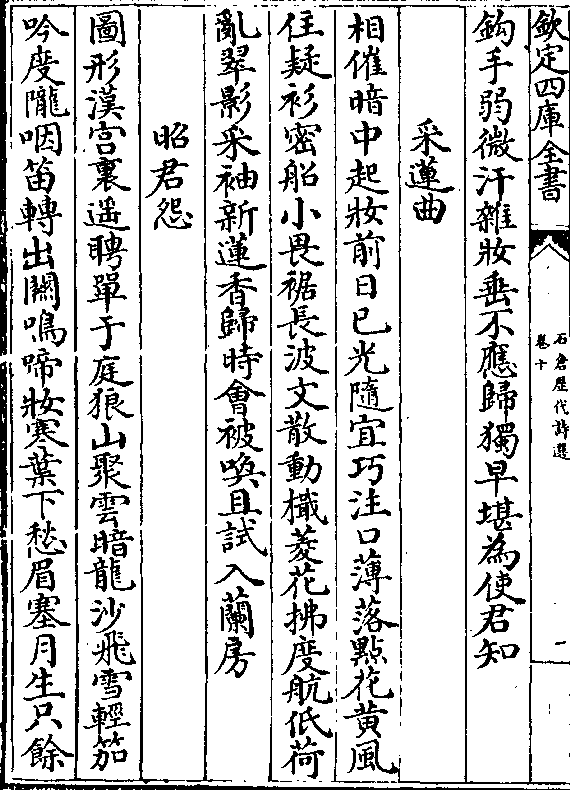 欽定四庫全書
石倉歷代詩選
卷十
一
鈎手弱微汗雜妝垂不應歸獨早堪為使君知
采蓮曲
相催暗中起妝前日已光隨宜巧注口薄落點花黄風
住疑衫密船小畏裾長波文散動檝菱花拂度航低荷
亂翠影采袖新蓮香歸時會被喚且試入蘭房
昭君怨
圖形漢宫裏遥聘單于庭狼山聚雲暗龍沙飛雪輕笳
吟度隴咽笛轉出關鳴啼妝寒葉下愁眉塞月生只餘